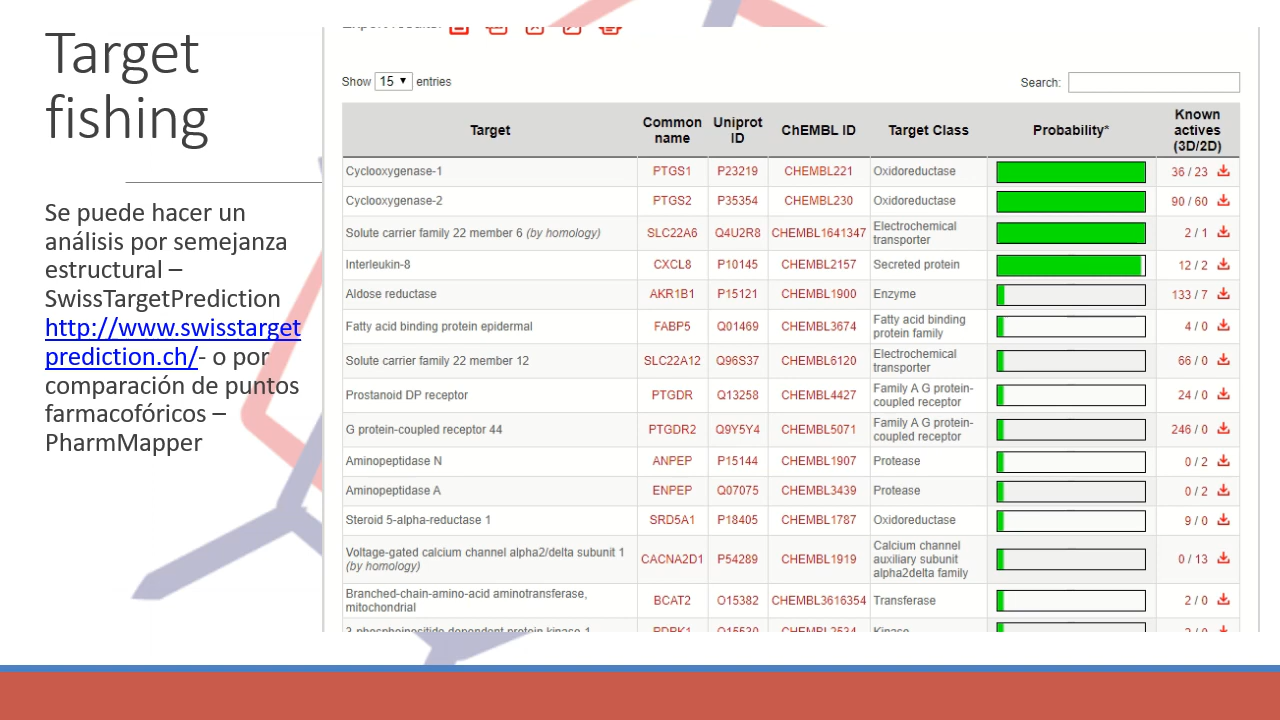 Target
fishing
Se puede hacer un
análisis por semejanza
estructural –
SwissTargetPrediction
http://www.swisstarget
prediction.ch/- o por
comparación de puntos
farmacofóricos –
PharmMapper
Show 15 entries
Search:
Target Common name Uniprot ID ChEMBL ID Target Class Probability* Known actives (3D/2D)
Cyclooxygenase-1 PTGS1 P23219 CHEMBL221 Oxidoreductase 36 / 23
Cyclooxygenase-2 PTGS2 P35354 CHEMBL230 Oxidoreductase 90 / 60
Solute carrier family 22 member 6 (by homology) SLC22A6 Q4U2R8 CHEMBL1641347 Electrochemical transporter 2 / 1
Interleukin-8 CXCL8 P10145 CHEMBL2157 Secreted protein 12 / 2
Aldose reductase AKR1B1 P15121 CHEMBL1900 Enzyme 133 / 7
Fatty acid binding protein epidermal FABP5 Q01469 CHEMBL3674 Fatty acid binding protein family 4 / 0
Solute carrier family 22 member 12 SLC22A12 Q96S37 CHEMBL6120 Electrochemical transporter 66 / 0
Prostanoid DP receptor PTGDR Q13258 CHEMBL4427 Family A G protein-coupled receptor 24 / 0
G protein-coupled receptor 44 PTGDR2 Q9Y5Y4 CHEMBL5071 Family A G protein-coupled receptor 246 / 0
Aminopeptidase N ANPEP P15144 CHEMBL1907 Protease 0 / 2
Aminopeptidase A ENPEP Q07075 CHEMBL3439 Protease 0 / 2
Steroid 5-alpha-reductase 1 SRD5A1 P18405 CHEMBL1787 Oxidoreductase 9 / 0
Voltage-gated calcium channel alpha2/delta subunit 1 (by homology) CACNA2D1 P54289 CHEMBL1919 Calcium channel auxiliary subunit alpha2delta family 0 / 13
Branched-chain-amino-acid aminotransferase, mitochondrial BCAT2 O15382 CHEMBL3616354 Transferase 2 / 0